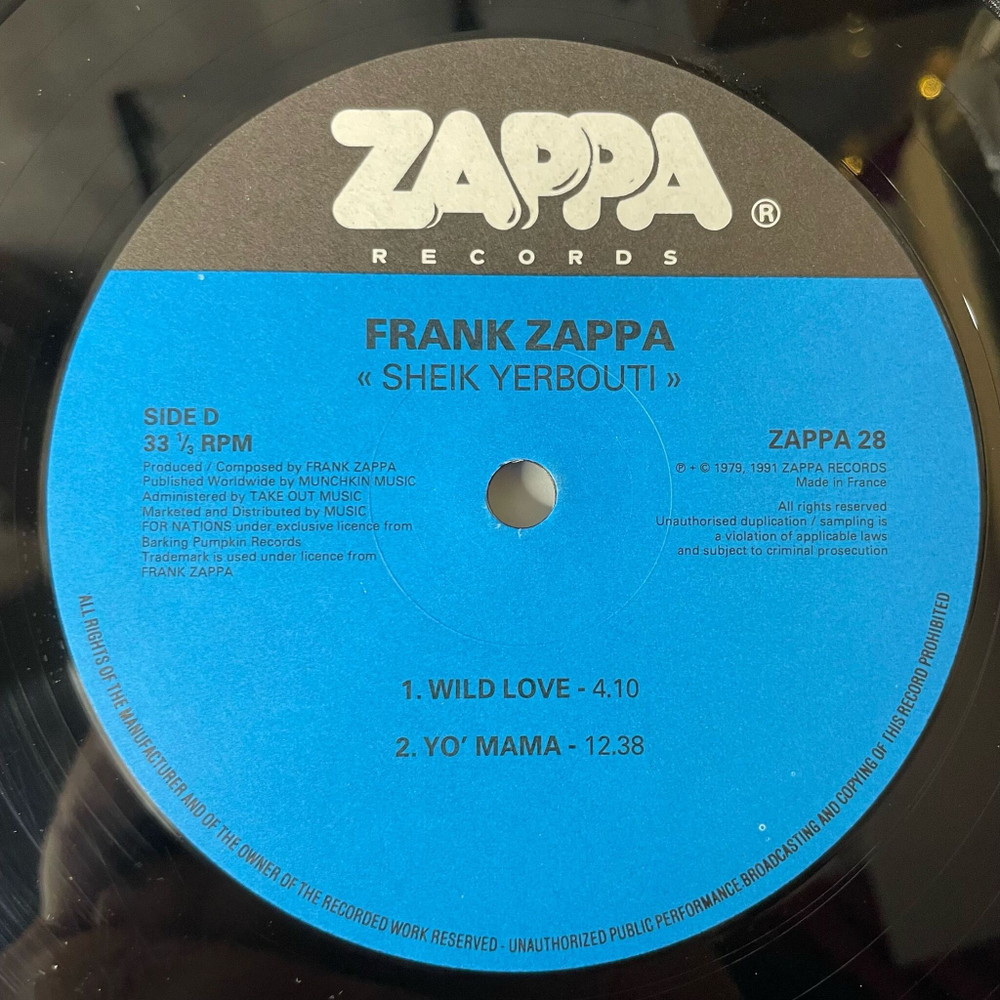 ZAPPA ®
RECORDS
FRANK ZAPPA
« SHEIK YERBOUTI »
SIDE D
33 ⅓ RPM
Produced / Composed by FRANK ZAPPA
Published Worldwide by MUNCHKIN MUSIC
Administered by TAKE OUT MUSIC
Marketed and Distributed by MUSIC
FOR NATIONS under exclusive licence from
Barking Pumpkin Records
Trademark is used under licence from
FRANK ZAPPA
ZAPPA 28
℗ + © 1979, 1991 ZAPPA RECORDS
Made in France
All rights reserved
Unauthorised duplication / sampling is
a violation of applicable laws
and subject to criminal prosecution
1. WILD LOVE - 4.10
2. YO' MAMA - 12.38
ALL RIGHTS OF THE MANUFACTURER AND OF THE OWNER OF THE RECORDED WORK RESERVED - UNAUTHORIZED PUBLIC PERFORMANCE BROADCASTING AND COPYING OF THIS RECORD PROHIBITED